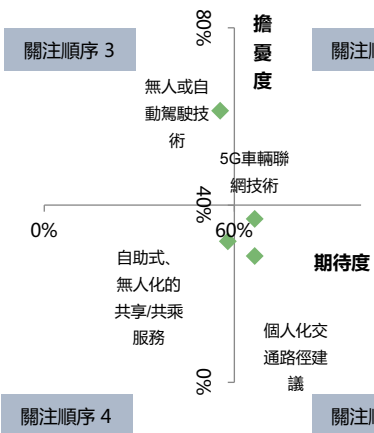 80%
擔
憂
度
關注順序 3
關注
無人或自
動駕駛技
術
5G車輛聯
網技術
40%
0%
60%
期待度
自助式、
無人化的
共享/共乘
服務
個人化交
通路徑建
議
0%
關注順序 4
關注